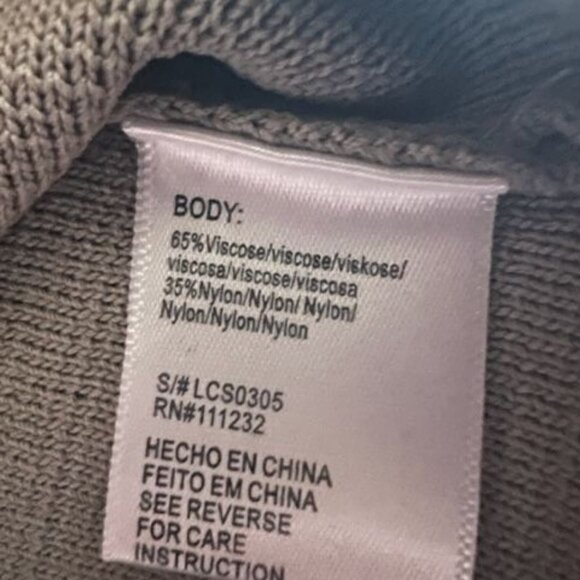 BODY:
65%Viscose/viscose/viskose/
viscosa/viscose/viscosa
35%Nylon/Nylon/ Nylon/
Nylon/Nylon/Nylon
S/# LCS0305
RN#111232
HECHO EN CHINA
FEITO EM CHINA
SEE REVERSE
FOR CARE
INSTRUCTION